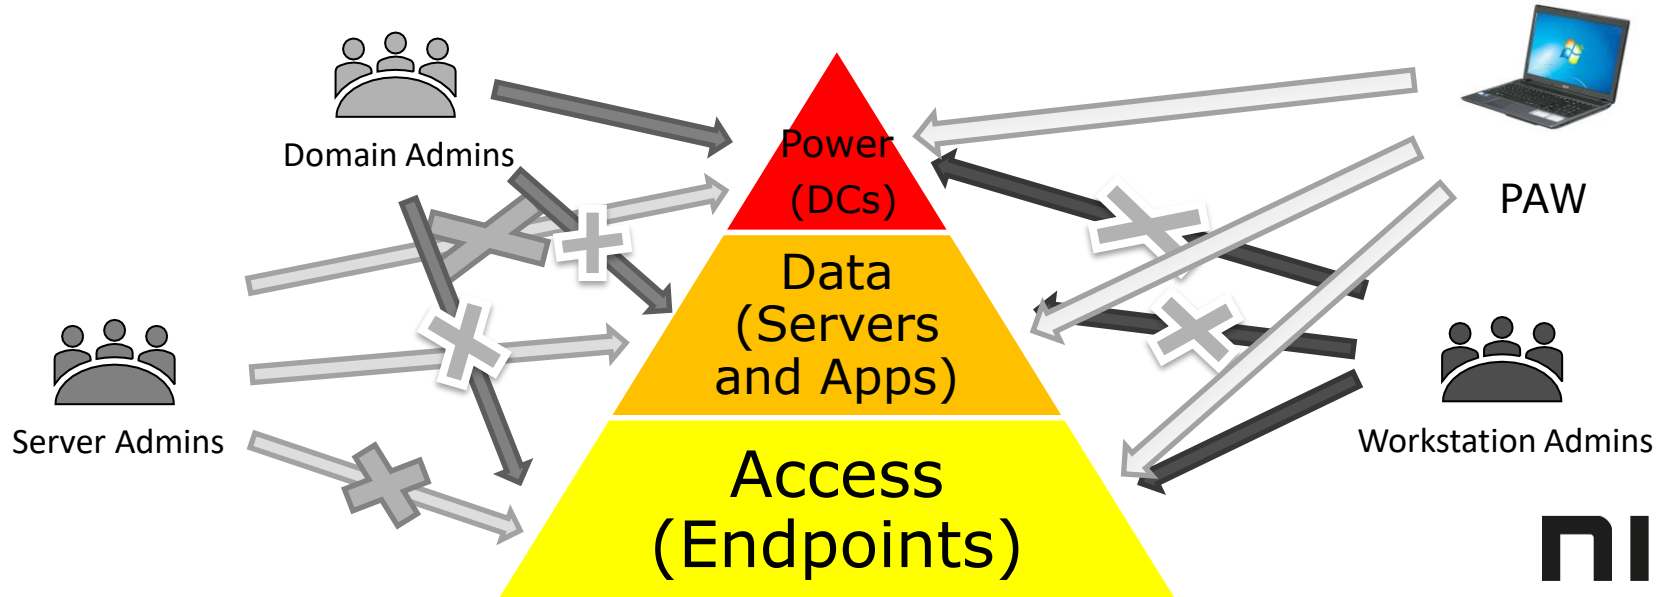 Domain Admins
Power
(DCs)
PAW
Data
(Servers
and Apps)
Server Admins
Workstation Admins
Access
(Endpoints)